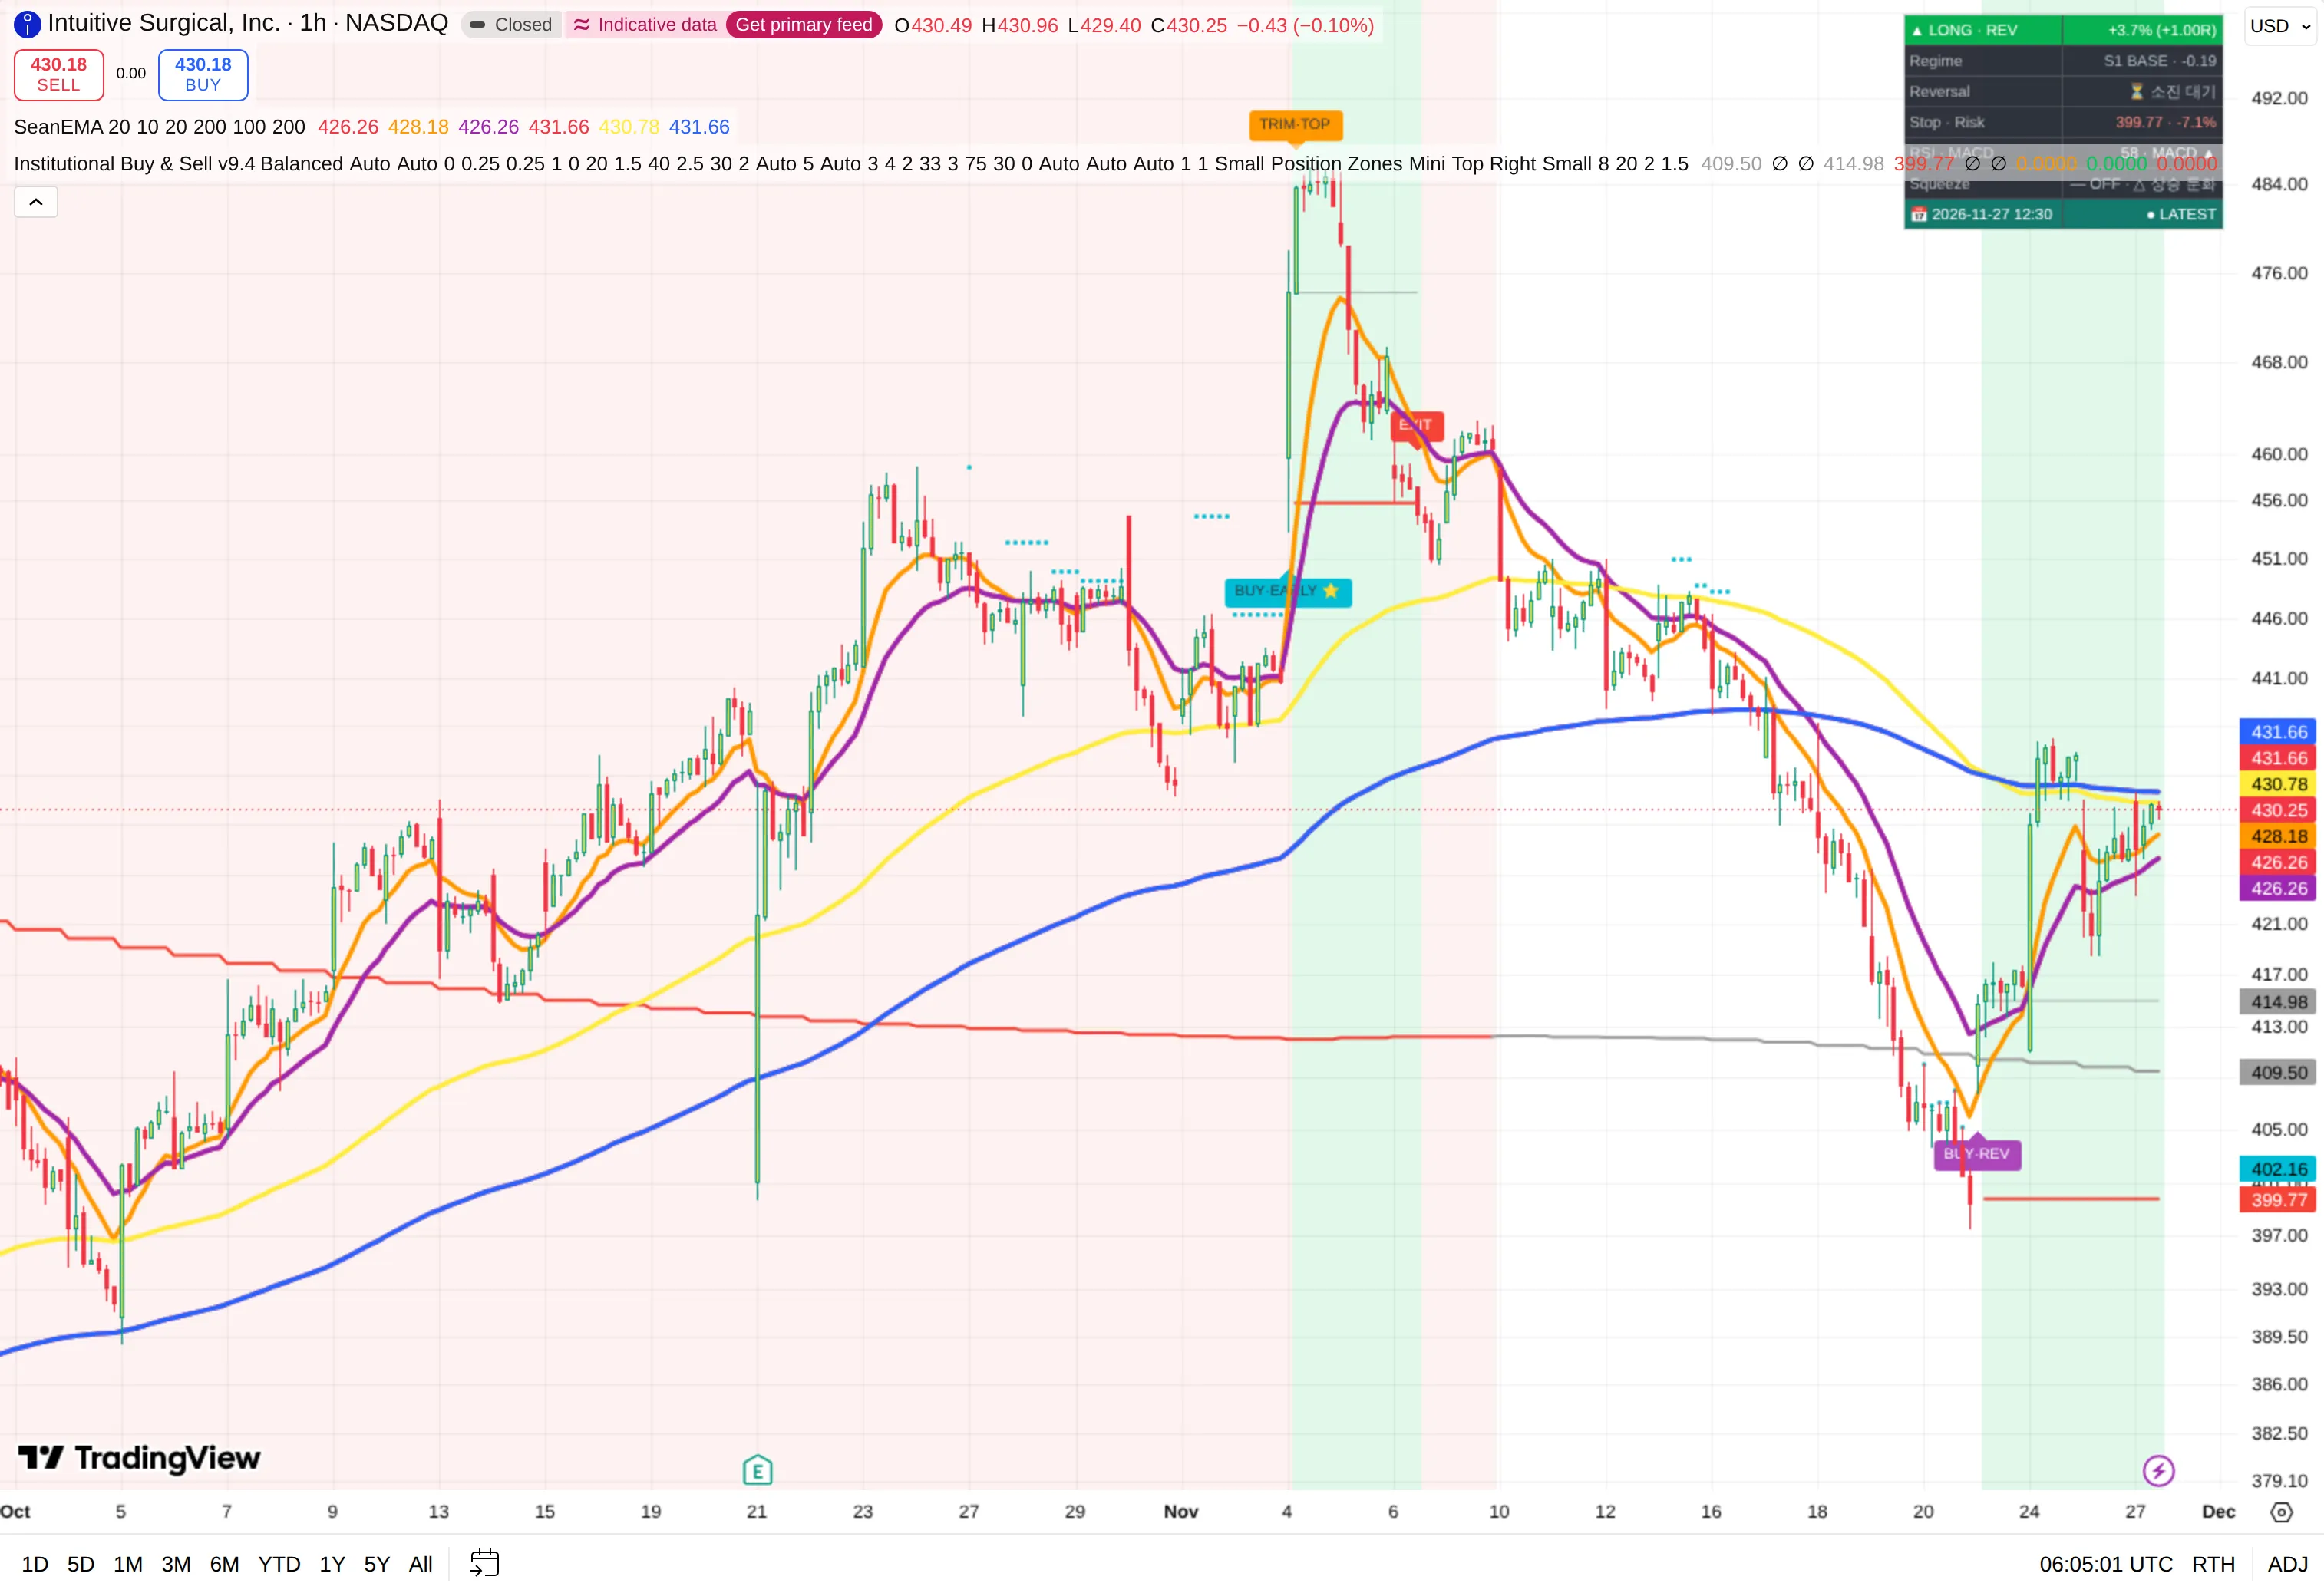 Intuitive Surgical, Inc. · 1h · NASDAQ Closed ≈ Indicative data Get primary feed O430.49 H430.96 L429.40 C430.25 −0.43 (−0.10%)
USD
430.18 SELL 0.00 430.18 BUY
SeanEMA 20 10 20 200 100 200 426.26 428.18 426.26 431.66 430.78 431.66
Institutional Buy & Sell v9.4 Balanced Auto Auto 0 0.25 0.25 1 0 20 1.5 40 2.5 30 2 Auto 5 Auto 3 4 2 33 3 75 30 0 Auto Auto Auto 1 1 Small Position Zones Mini Top Right Small 8 20 2 1.5 409.50 ∅ ∅ 414.98 399.77 ∅ ∅ 0.0000 0.0000 0.0000
▲ LONG · REV +3.7% (+1.00R)
Regime S1 BASE · -0.19
Reversal ⏳ 소진 대기
Stop · Risk 399.77 · -7.1%
RSI · MACD 58 · MACD ▲
Squeeze — OFF · △ 상승 둔화
📅 2026-11-27 12:30 ● LATEST
TRIM·TOP
EXIT
BUY·EARLY ⭐
BUY·REV
492.00
484.00
476.00
468.00
460.00
456.00
451.00
446.00
441.00
431.66
431.66
430.78
430.25
428.18
426.26
426.26
421.00
417.00
414.98
413.00
409.50
405.00
402.16
399.77
397.00
393.00
389.50
386.00
382.50
379.10
TradingView
E
Oct 5 7 9 13 15 19 21 23 27 29 Nov 4 6 10 12 16 18 20 24 27 Dec
1D 5D 1M 3M 6M YTD 1Y 5Y All
06:05:01 UTC RTH ADJ